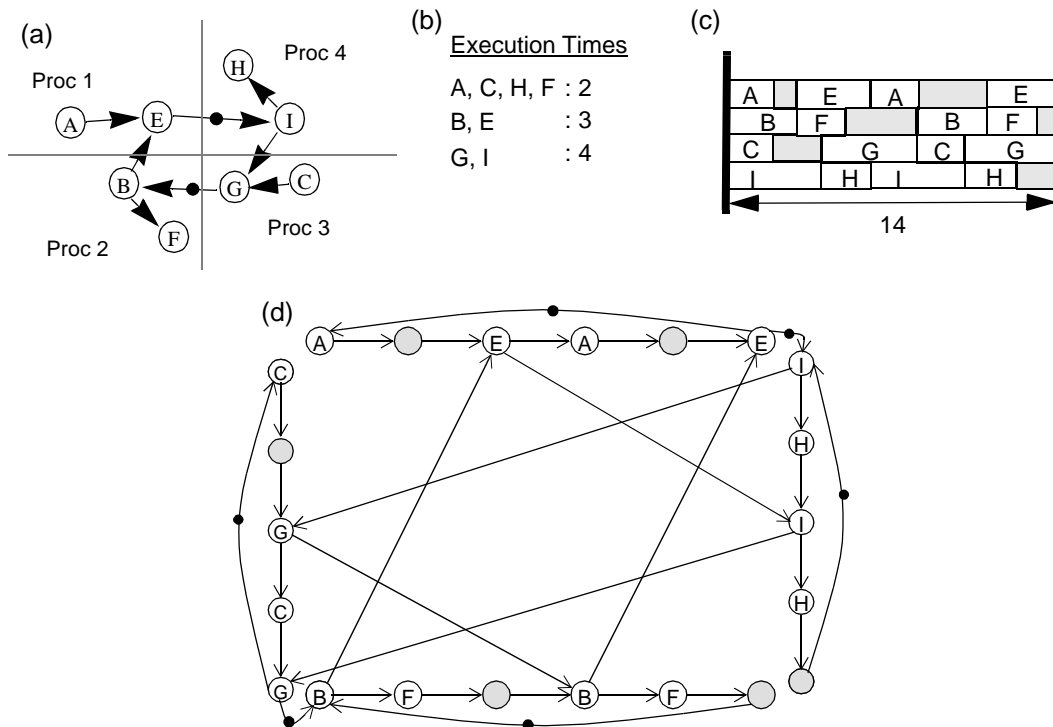 (a)
Proc 1
Proc 4
A
E
H
I
B
F
G
C
Proc 2
Proc 3
(b)
Execution Times
A, C, H, F : 2
B, E : 3
G, I : 4
(c)
A E A E
B F B F
C G C G
I H I H
14
(d)
A E A E
C
I
H
G
I
C
H
G
B F B F